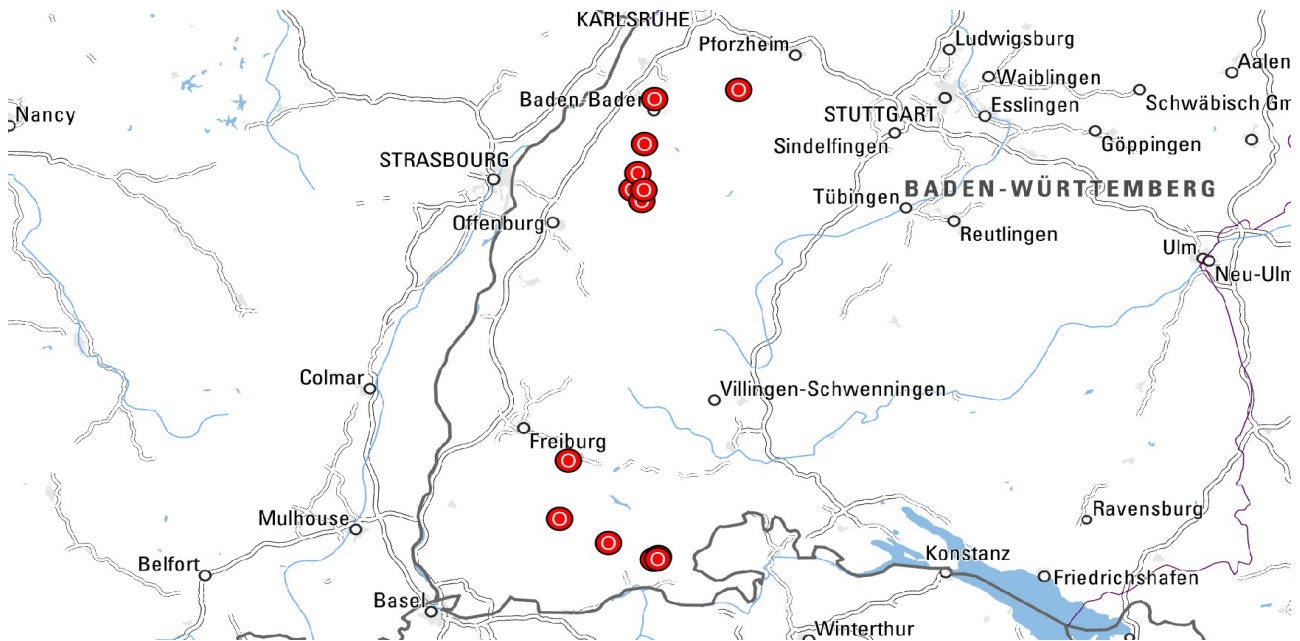 KARLSRUHE
Pforzheim
Ludwigsburg
Aalen
Waiblingen
Nancy
Baden-Baden
STUTTGART
Esslingen
Schwäbisch Gm
Sindelfingen
Göppingen
STRASBOURG
Tübingen
BADEN-WÜRTTEMBERG
Offenburg
Reutlingen
Ulm
Neu-Ulm
Colmar
Villingen-Schwenningen
Freiburg
Mulhouse
Ravensburg
Konstanz
Belfort
Friedrichshafen
Basel
Winterthur